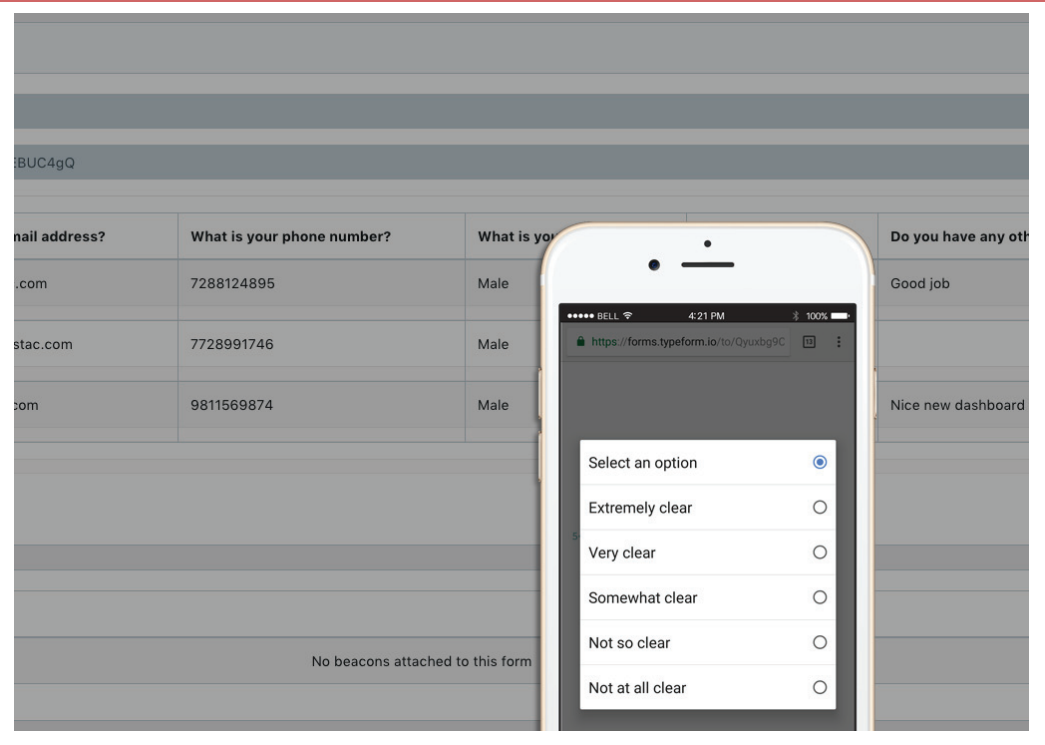 EBUC4gQ
mail address? What is your phone number? What is you Do you have any oth
.com 7288124895 Male Good job
stac.com 7728991746 Male
com 9811569874 Male Nice new dashboard
No beacons attached to this form
BELL 4:21 PM 100%
https://forms.typeform.io/to/Qyuxbg9C 12
Select an option
Extremely clear
Very clear
Somewhat clear
Not so clear
Not at all clear